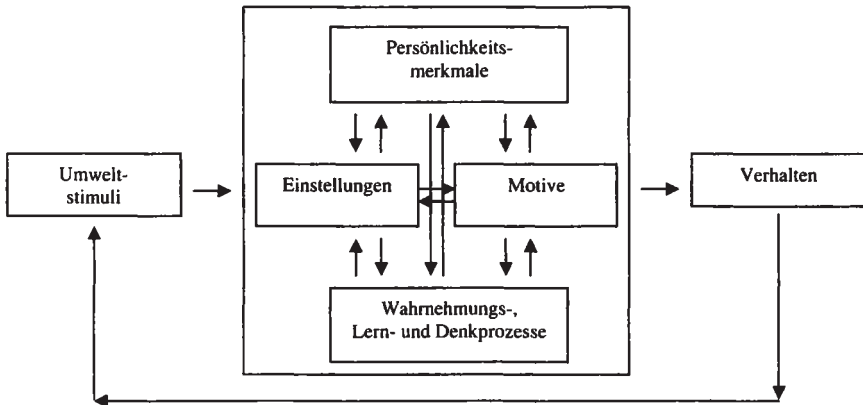 Persönlichkeits-
merkmale
Umwelt-
stimuli
Einstellungen
Motive
Verhalten
Wahrnehmungs-,
Lern- und Denkprozesse